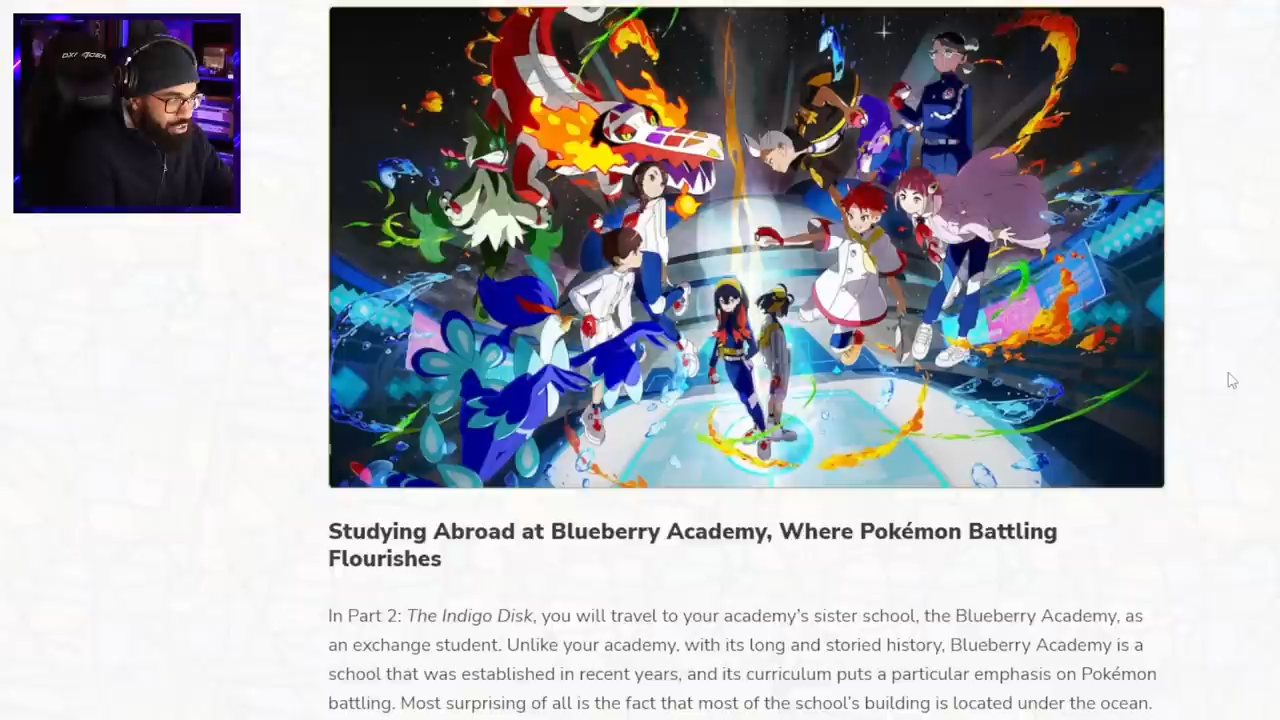 DXRACER
Studying Abroad at Blueberry Academy, Where Pokémon Battling
Flourishes
In Part 2: The Indigo Disk, you will travel to your academy's sister school, the Blueberry Academy, as
an exchange student. Unlike your academy. with its long and storied history, Blueberry Academy is a
school that was established in recent years, and its curriculum puts a particular emphasis on Pokémon
battling. Most surprising of all is the fact that most of the school's building is located under the ocean.